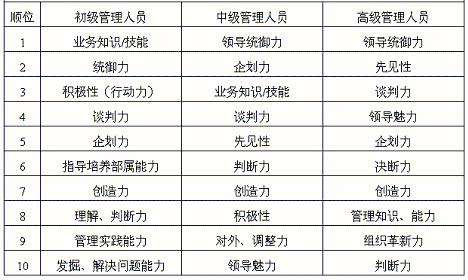 顺位 初级管理人员 中级管理人员 高级管理人员
1 业务知识/技能 领导统御力 领导统御力
2 统御力 企划力 先见性
3 积极性（行动力） 业务知识/技能 谈判力
4 谈判力 谈判力 领导魅力
5 企划力 先见性 企划力
6 指导培养部属能力 判断力 决断力
7 创造力 创造力 创造力
8 理解、判断力 积极性 管理知识、能力
9 管理实践能力 对外、调整力 组织革新力
10 发掘、解决问题能力 领导魅力 判断力